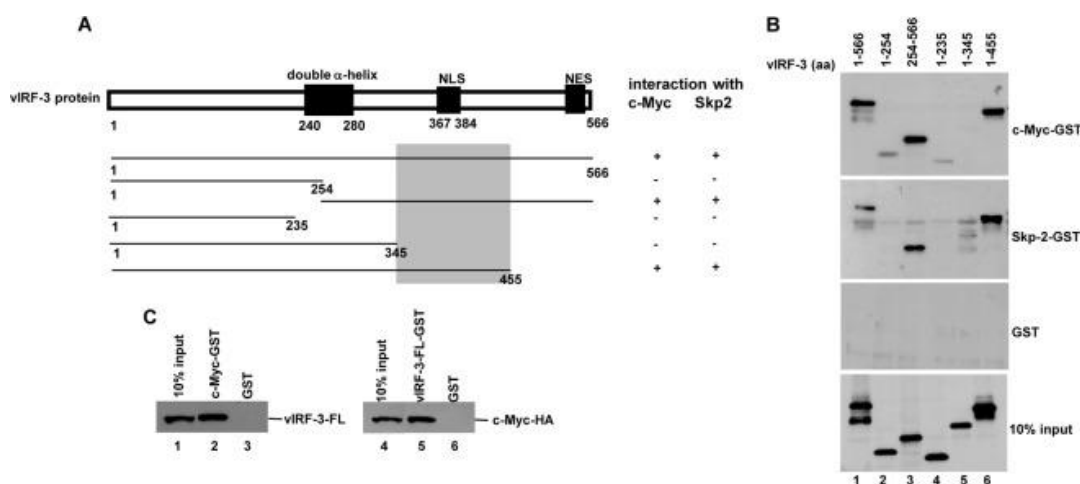 A
double α-helix
NLS
NES
interaction with
c-Myc Skp2
vIRF-3 protein
1
240
280
367 384
566
+ +
1
566
- -
1
254
+ +
- -
1
235
- -
1
345
+ +
455
B
vIRF-3 (aa)
1-566
1-254
254-566
1-235
1-345
1-455
c-Myc-GST
Skp-2-GST
GST
10% input
1 2 3 4 5 6
C
10% input
c-Myc-GST
GST
vIRF-3-FL
1 2 3
10% input
vIRF-3-FL-GST
GST
c-Myc-HA
4 5 6